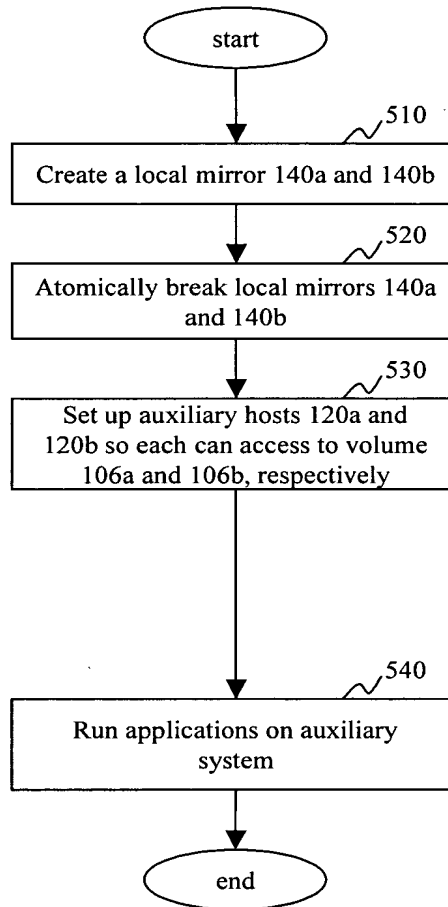 start
510
Create a local mirror 140a and 140b
520
Atomically break local mirrors 140a
and 140b
530
Set up auxiliary hosts 120a and
120b so each can access to volume
106a and 106b, respectively
540
Run applications on auxiliary
system
end